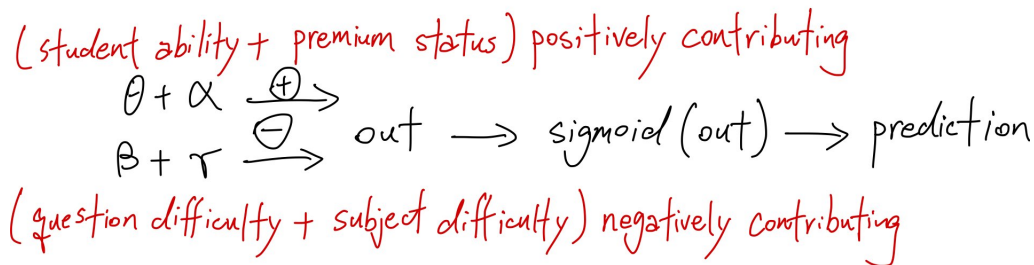 (student ability + premium status) positively contributing
θ + α ⊕→
β + γ ⊖→ out → sigmoid(out) → prediction
(question difficulty + subject difficulty) negatively contributing